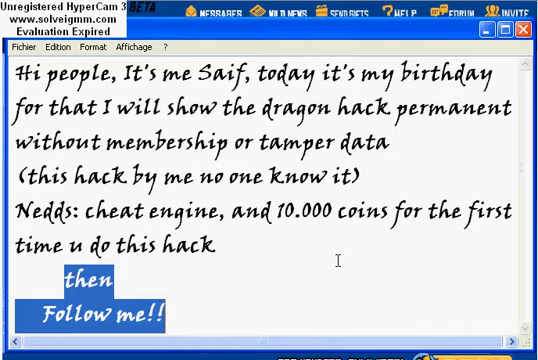 Unregistered HyperCam 3
www.solveigmm.com
Evaluation Expired
BETA
MESSAGES
WILD NEWS
SEND GIFTS
HELP
FORUM
INVITE
Fichier Edition Format Affichage ?
Hi people, It's me Saif, today it's my birthday
for that I will show the dragon hack permanent
without membership or tamper data
(this hack by me no one know it)
Nedds: cheat engine, and 10.000 coins for the first
time u do this hack
then
Follow me!!